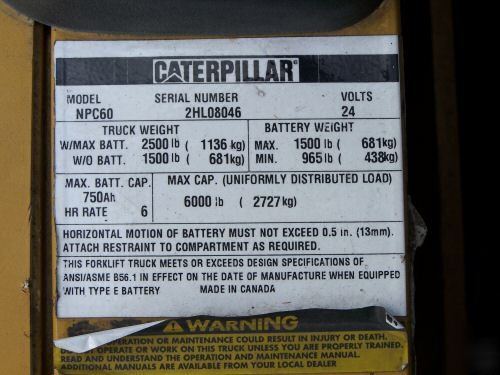 CATERPILLAR
MODEL SERIAL NUMBER VOLTS
NPC60 2HL08046 24
TRUCK WEIGHT BATTERY WEIGHT
W/MAX BATT. 2500 lb ( 1136 kg) MAX. 1500 lb ( 681kg)
W/O BATT. 1500 lb ( 681kg) MIN. 965 lb ( 438kg)
MAX. BATT. CAP. MAX CAP. (UNIFORMLY DISTRIBUTED LOAD)
750Ah 6000 lb ( 2727 kg)
HR RATE 6
HORIZONTAL MOTION OF BATTERY MUST NOT EXCEED 0.5 in. (13mm).
ATTACH RESTRAINT TO COMPARTMENT AS REQUIRED.
THIS FORKLIFT TRUCK MEETS OR EXCEEDS DESIGN SPECIFICATIONS OF
ANSI/ASME B56.1 IN EFFECT ON THE DATE OF MANUFACTURE WHEN EQUIPPED
WITH TYPE E BATTERY MADE IN CANADA
WARNING
OPERATION OR MAINTENANCE COULD RESULT IN INJURY OR DEATH.
OPERATE OR WORK ON THIS TRUCK UNLESS YOU ARE PROPERLY TRAINED.
READ AND UNDERSTAND THE OPERATION AND MAINTENANCE MANUAL.
ADDITIONAL MANUALS ARE AVAILABLE FROM YOUR LOCAL DEALER